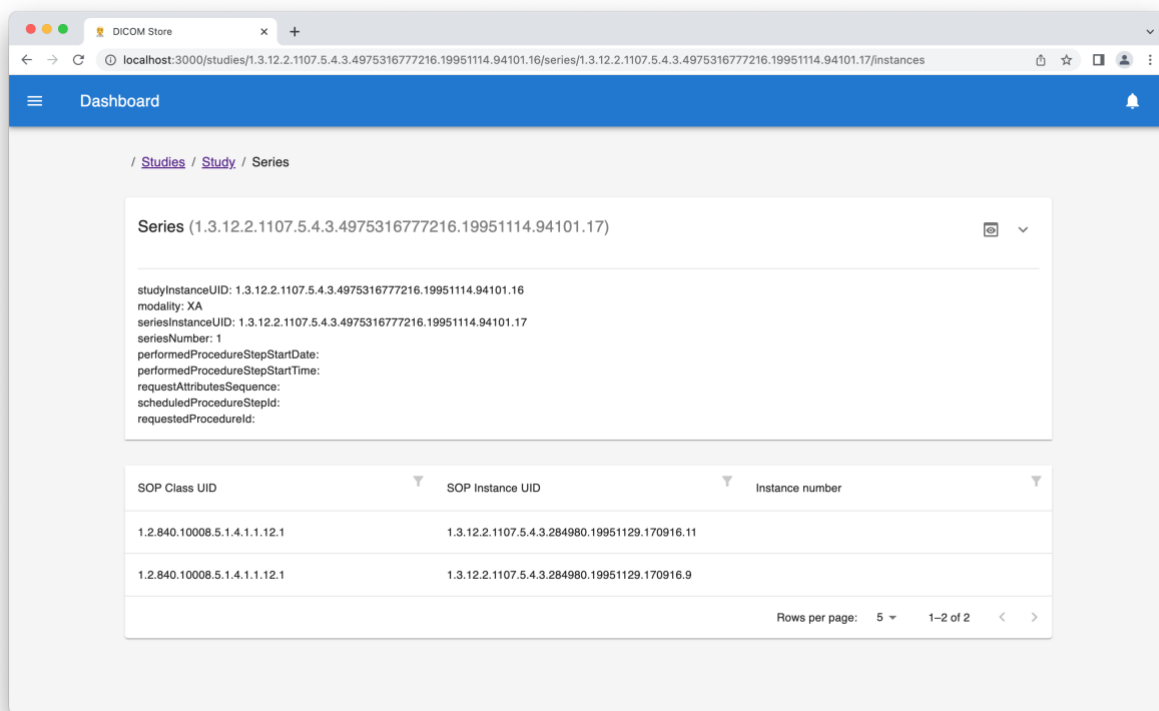 DICOM Store
localhost:3000/studies/1.3.12.2.1107.5.4.3.4975316777216.19951114.94101.16/series/1.3.12.2.1107.5.4.3.4975316777216.19951114.94101.17/instances
Dashboard
/ Studies / Study / Series
Series (1.3.12.2.1107.5.4.3.4975316777216.19951114.94101.17)
studyInstanceUID: 1.3.12.2.1107.5.4.3.4975316777216.19951114.94101.16
modality: XA
seriesInstanceUID: 1.3.12.2.1107.5.4.3.4975316777216.19951114.94101.17
seriesNumber: 1
performedProcedureStepStartDate:
performedProcedureStepStartTime:
requestAttributesSequence:
scheduledProcedureStepId:
requestedProcedureId:
SOP Class UID SOP Instance UID Instance number
1.2.840.10008.5.1.4.1.1.12.1 1.3.12.2.1107.5.4.3.284980.19951129.170916.11
1.2.840.10008.5.1.4.1.1.12.1 1.3.12.2.1107.5.4.3.284980.19951129.170916.9
Rows per page: 5 1–2 of 2